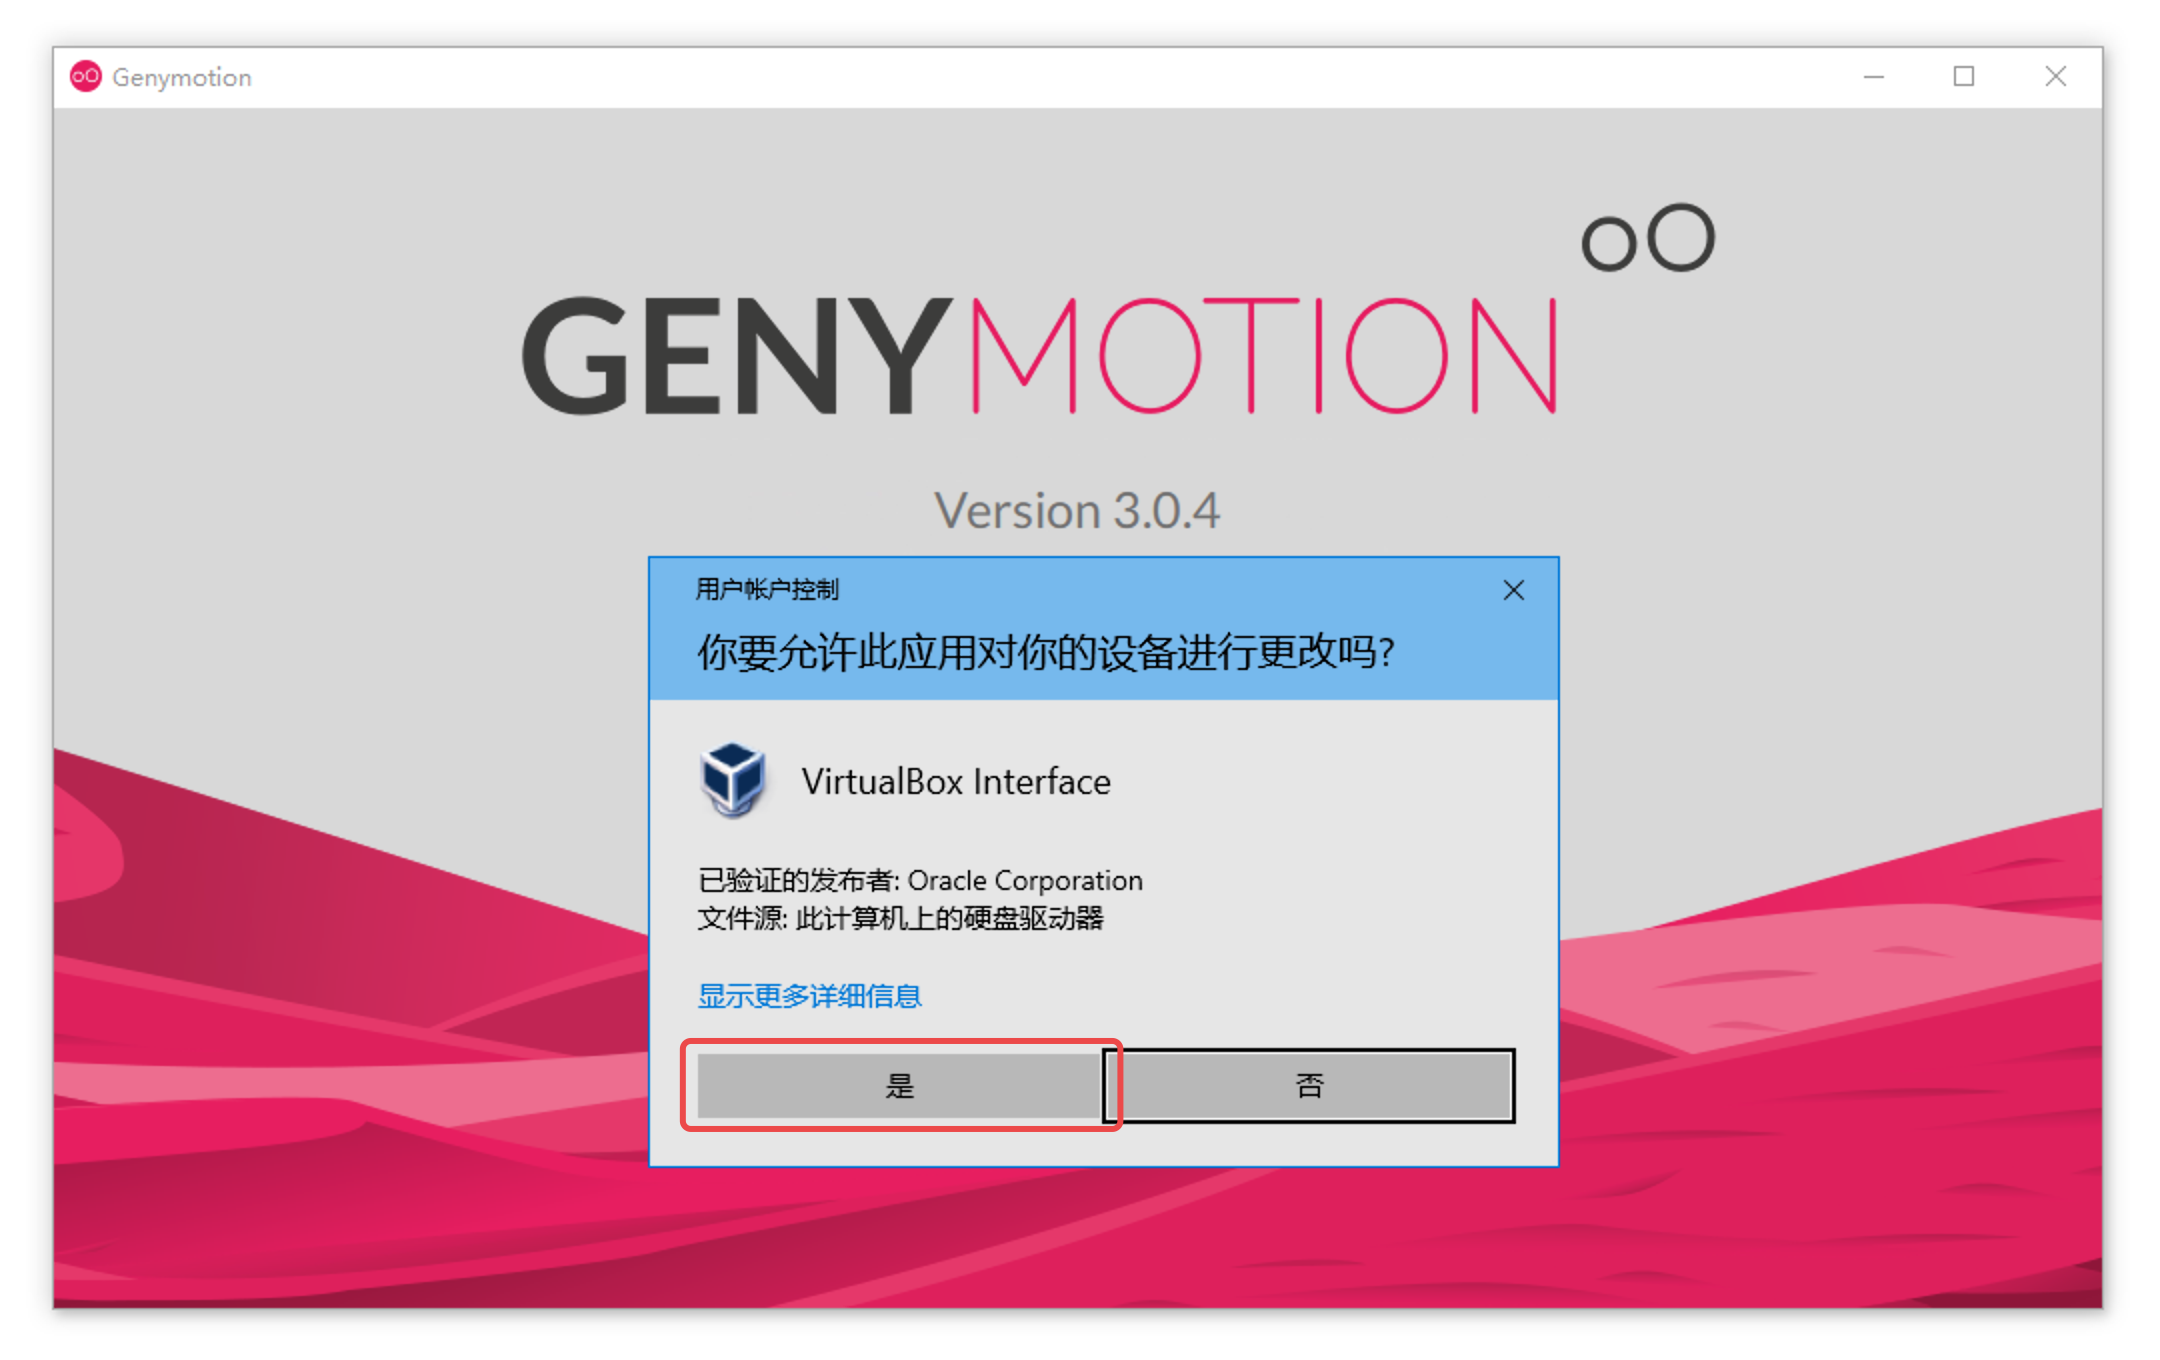 Genymotion
oO
GENYMOTION
Version 3.0.4
用户帐户控制
你要允许此应用对你的设备进行更改吗?
VirtualBox Interface
已验证的发布者: Oracle Corporation
文件源: 此计算机上的硬盘驱动器
显示更多详细信息
是
否